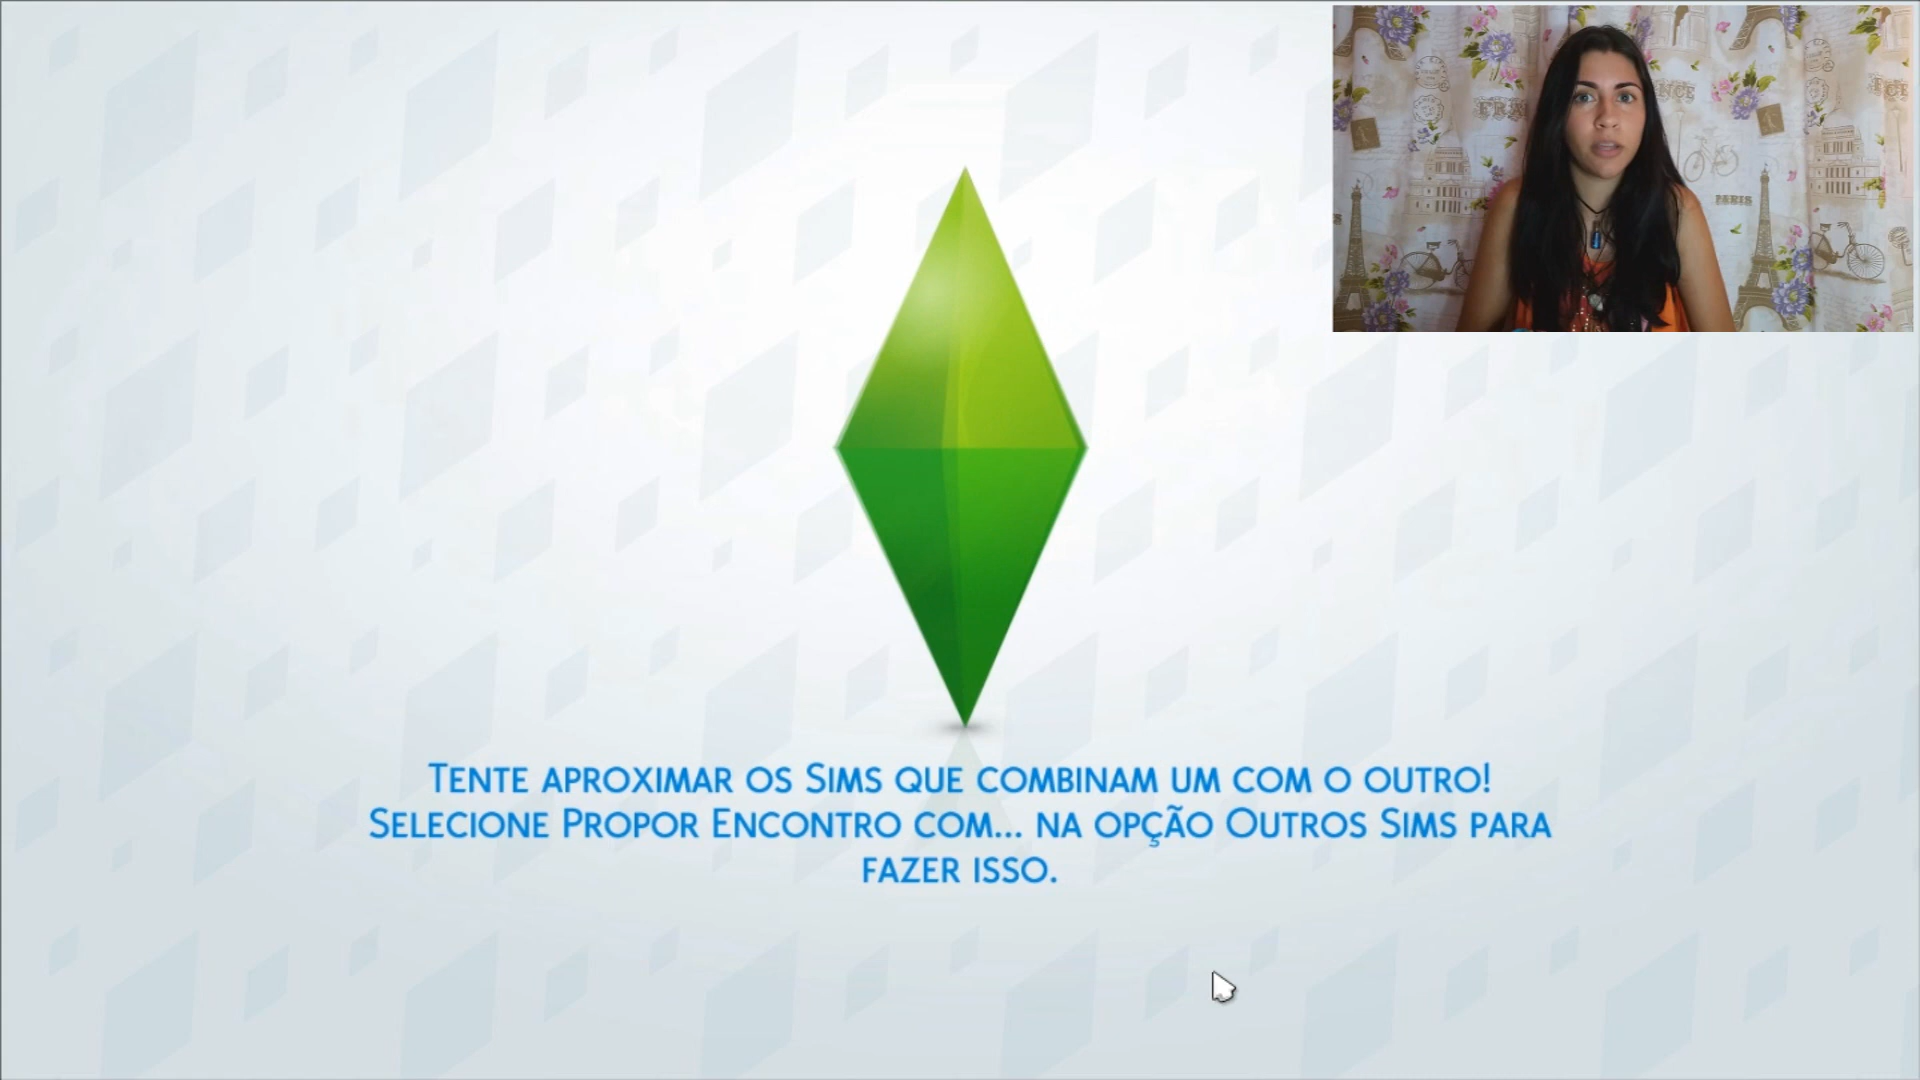 Tente aproximar os Sims que combinam um com o outro!
Selecione Propor Encontro com... na opção Outros Sims para
fazer isso.
PARIS